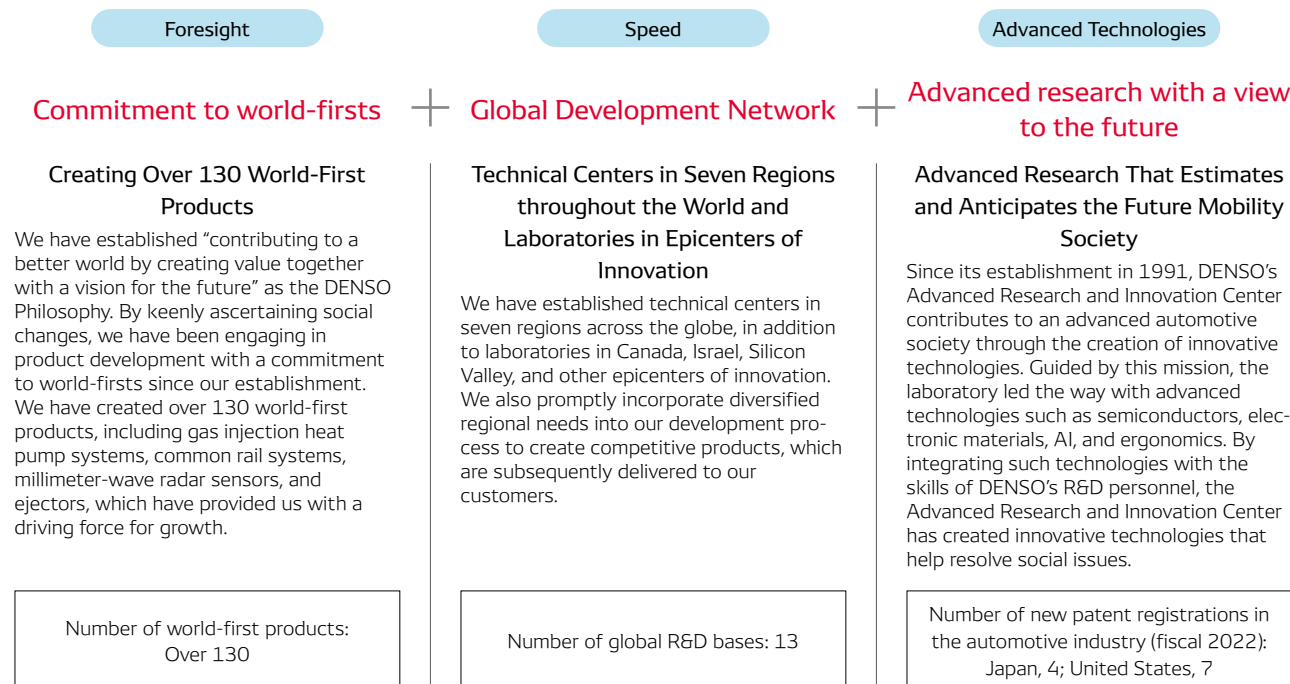 Foresight
Commitment to world-firsts
Creating Over 130 World-First
Products
We have established “contributing to a
better world by creating value together
with a vision for the future” as the DENSO
Philosophy. By keenly ascertaining social
changes, we have been engaging in
product development with a commitment
to world-firsts since our establishment.
We have created over 130 world-first
products, including gas injection heat
pump systems, common rail systems,
millimeter-wave radar sensors, and
ejectors, which have provided us with a
driving force for growth.
Number of world-first products:
Over 130
+
Speed
Global Development Network
Technical Centers in Seven Regions
throughout the World and
Laboratories in Epicenters of
Innovation
We have established technical centers in
seven regions across the globe, in addition
to laboratories in Canada, Israel, Silicon
Valley, and other epicenters of innovation.
We also promptly incorporate diversified
regional needs into our development pro-
cess to create competitive products, which
are subsequently delivered to our
customers.
Number of global R&D bases: 13
+
Advanced Technologies
Advanced research with a view
to the future
Advanced Research That Estimates
and Anticipates the Future Mobility
Society
Since its establishment in 1991, DENSO’s
Advanced Research and Innovation Center
contributes to an advanced automotive
society through the creation of innovative
technologies. Guided by this mission, the
laboratory led the way with advanced
technologies such as semiconductors, elec-
tronic materials, AI, and ergonomics. By
integrating such technologies with the
skills of DENSO’s R&D personnel, the
Advanced Research and Innovation Center
has created innovative technologies that
help resolve social issues.
Number of new patent registrations in
the automotive industry (fiscal 2022):
Japan, 4; United States, 7